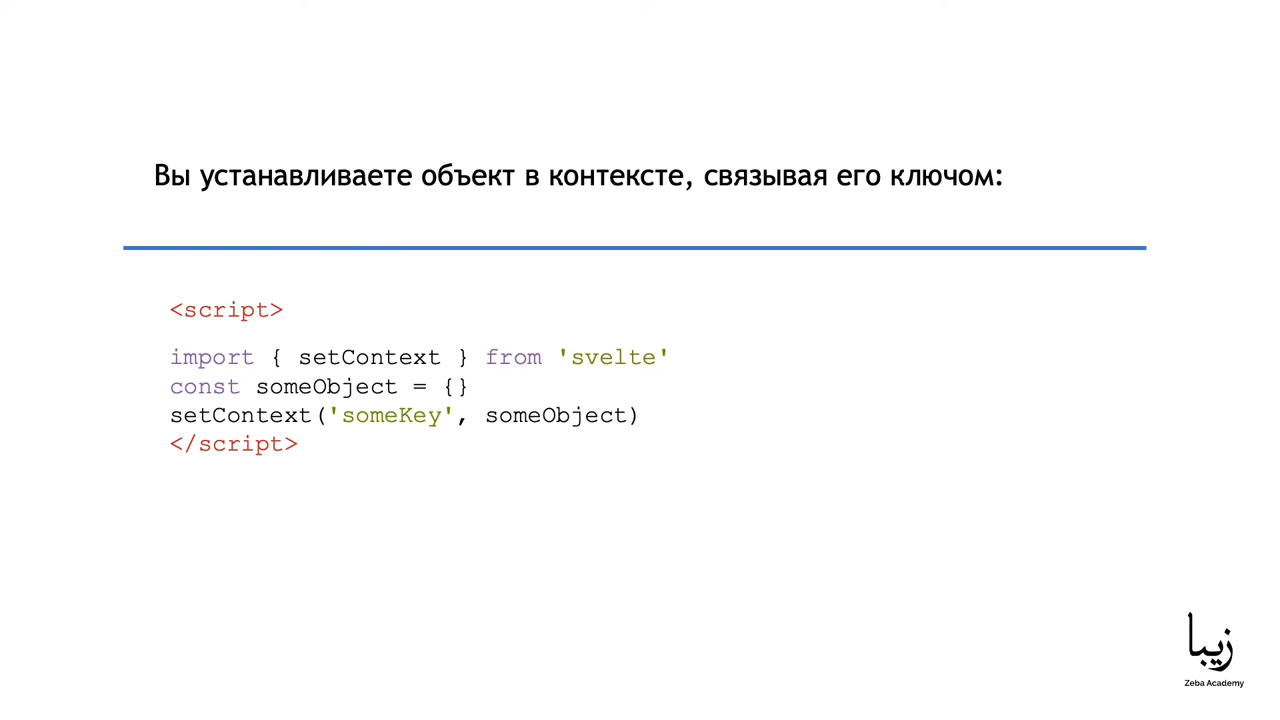 Вы устанавливаете объект в контексте, связывая его ключом:
<script>
import { setContext } from 'svelte'
const someObject = {}
setContext('someKey', someObject)
</script>
زیبا
Zeba Academy